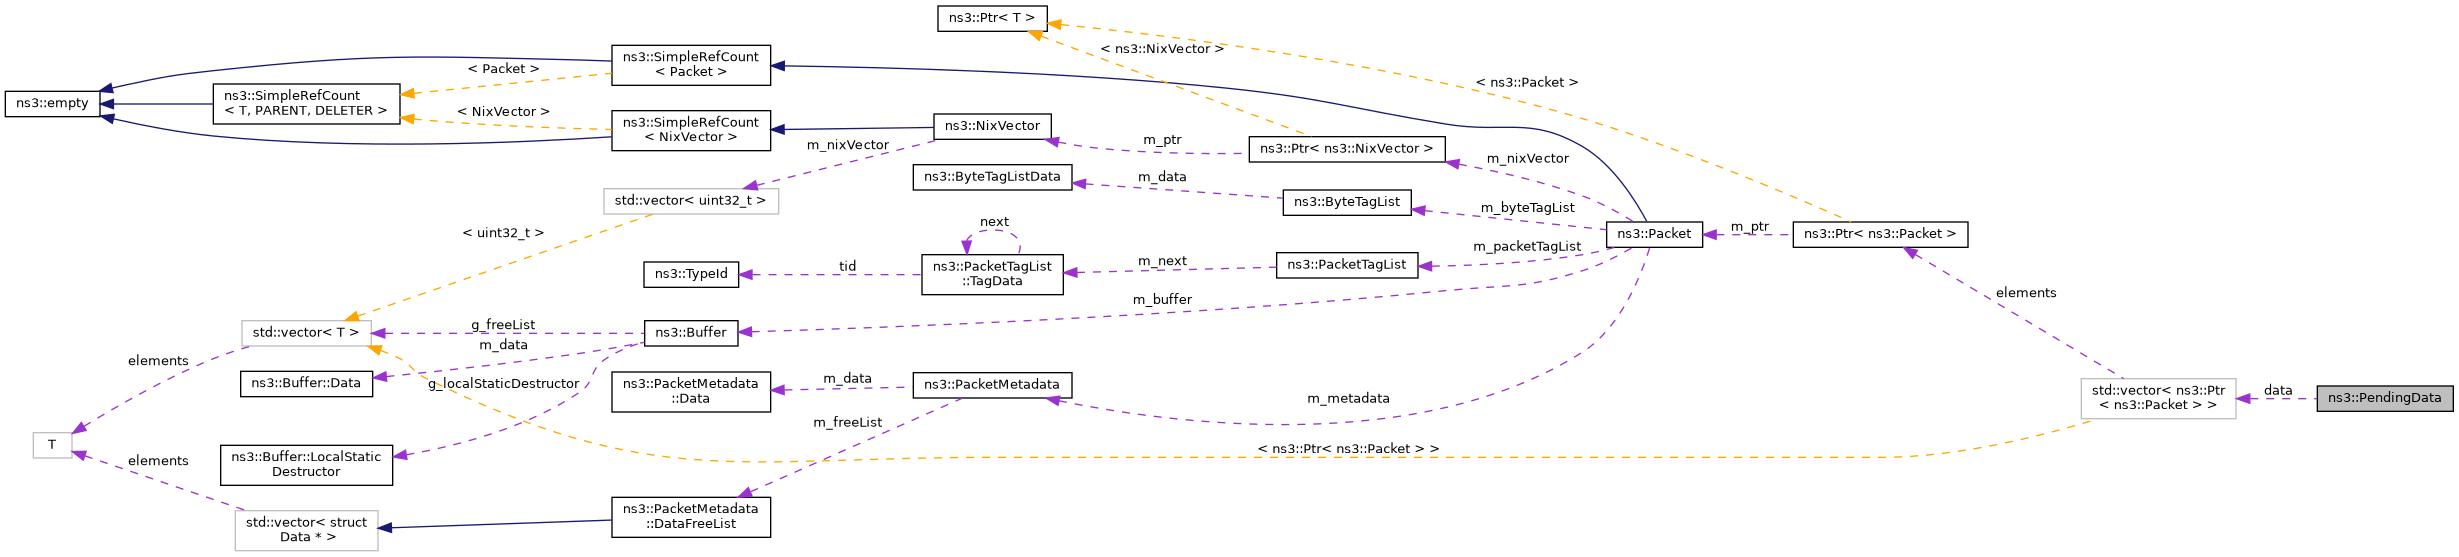 ns3::Ptr< T >
< ns3::NixVector >
ns3::SimpleRefCount
< Packet >
< Packet >
< ns3::Packet >
ns3::empty
ns3::SimpleRefCount
< T, PARENT, DELETER >
< NixVector >
ns3::SimpleRefCount
< NixVector >
ns3::NixVector
m_nixVector
m_ptr
ns3::Ptr< ns3::NixVector >
m_nixVector
ns3::ByteTagListData
m_data
ns3::ByteTagList
m_byteTagList
std::vector< uint32_t >
< uint32_t >
next
ns3::Packet
m_ptr
ns3::Ptr< ns3::Packet >
m_packetTagList
ns3::TypeId
tid
ns3::PacketTagList
::TagData
m_next
ns3::PacketTagList
m_buffer
elements
std::vector< T >
g_freeList
m_data
ns3::Buffer
elements
ns3::Buffer::Data
g_localStaticDestructor
ns3::PacketMetadata
::Data
m_data
ns3::PacketMetadata
m_metadata
std::vector< ns3::Ptr
< ns3::Packet > >
data
ns3::PendingData
m_freeList
T
elements
ns3::Buffer::LocalStatic
Destructor
< ns3::Ptr< ns3::Packet > >
ns3::PacketMetadata
::DataFreeList
std::vector< struct
Data * >